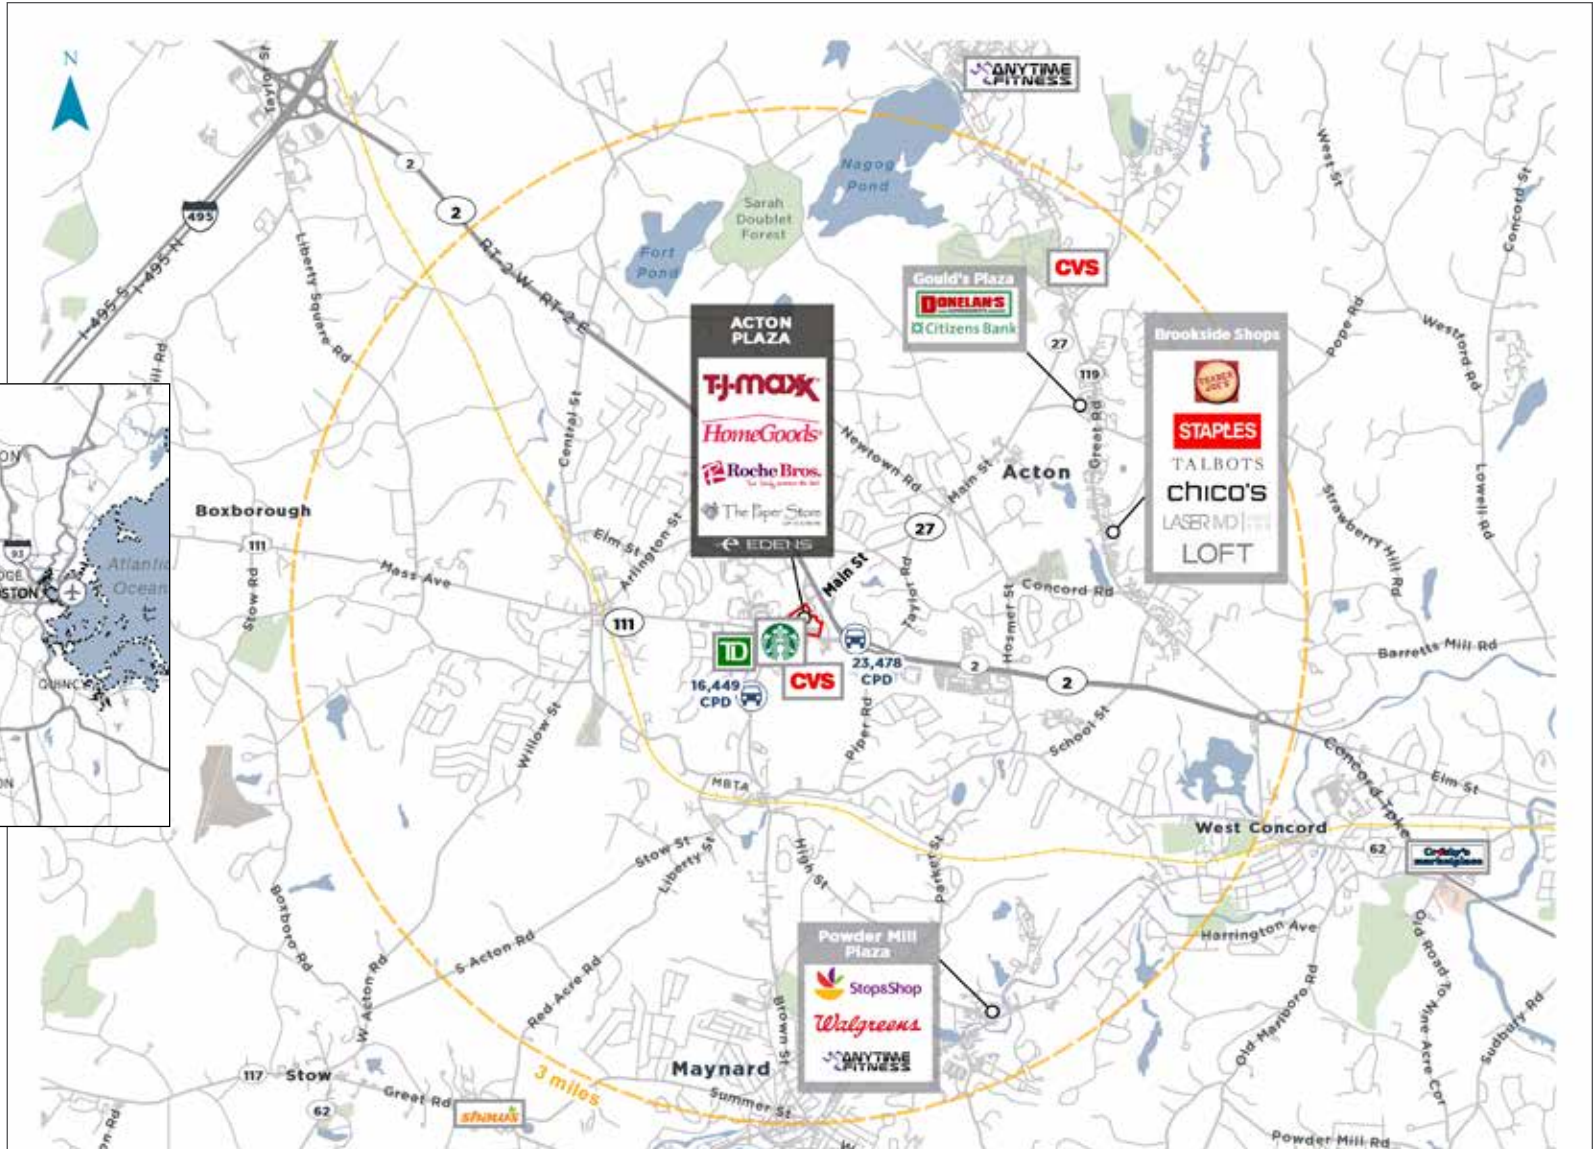 N
Taylor St
ANYTIME
FITNESS
2
495
2
I-495 S
I-495 N
RT-2 W
RT-2 E
Liberty Square Rd
Nagog
Pond
Sarah
Doublet
Forest
Fort
Pond
West St
Concord St
CVS
Gould's Plaza
DONELAN'S
Citizens Bank
27
119
Great Rd
ACTON
PLAZA
T·J·maxx
HomeGoods
Roche Bros.
The Paper Store
EDENS
Brookside Shops
TRADER
JOE'S
STAPLES
TALBOTS
chico's
LASER MD
LOFT
Pope Rd
Westford Rd
Lowell Rd
Strawberry Hill Rd
Barretts Mill Rd
Central St
Newtown Rd
Main St
Acton
27
Boxborough
111
Stow Rd
Mass Ave
Elm St
Arlington St
111
Main St
Taylor Rd
Hosmer St
Concord Rd
93
BOSTON
Atlantic
Ocean
QUINCY
TD
CVS
16,449
CPD
23,478
CPD
2
2
Willow St
Piper Rd
School St
MBTA
Concord Tpke
Elm St
West Concord
62
Crosby's
marketplace
Stow St
Liberty St
High St
Parker St
Harrington Ave
Boxboro Rd
S Acton Rd
W Acton Rd
Red Acre Rd
Brown St
Powder Mill
Plaza
Stop&Shop
Walgreens
ANYTIME
FITNESS
Old Marlboro Rd
Old Road To Nine Acre Cor
Sudbury Rd
117
Stow
62
Great Rd
shaw's
3 miles
Maynard
Summer St
Powder Mill Rd